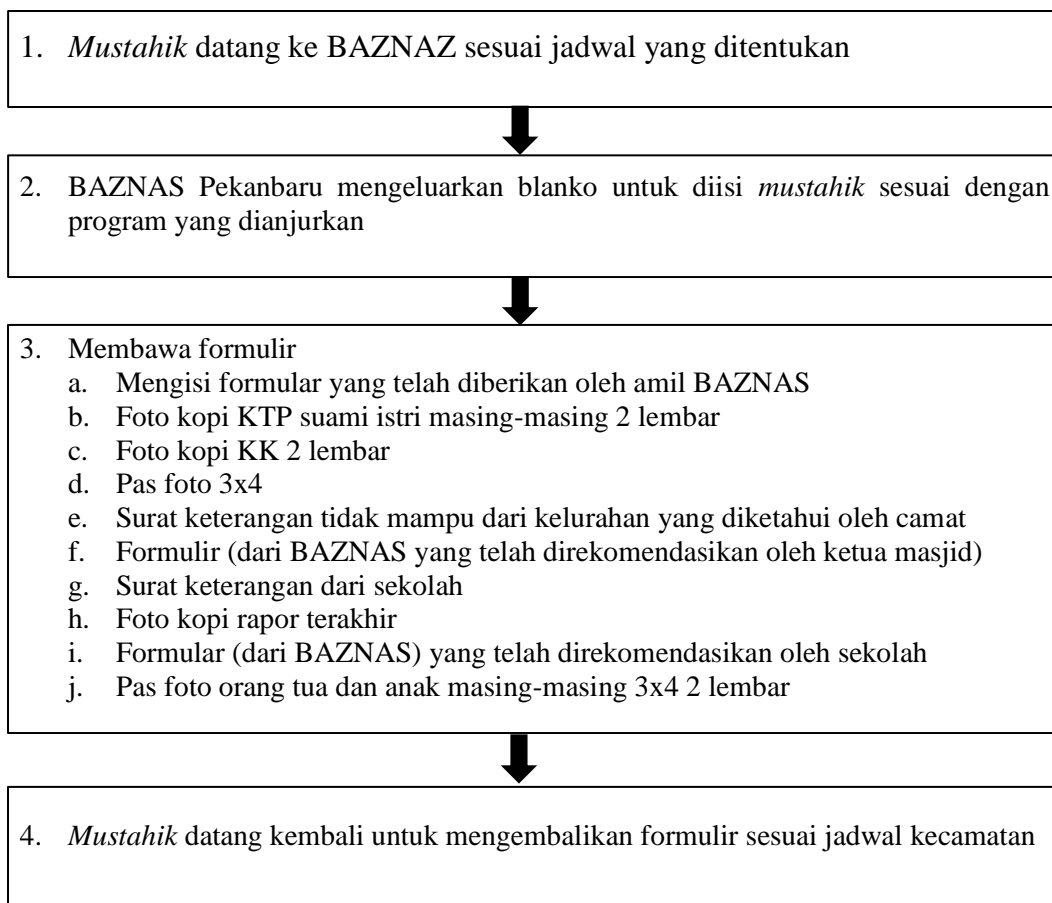 1. Mustahik datang ke BAZNAZ sesuai jadwal yang ditentukan
2. BAZNAS Pekanbaru mengeluarkan blanko untuk diisi mustahik sesuai dengan
program yang dianjurkan
3. Membawa formulir
a. Mengisi formular yang telah diberikan oleh amil BAZNAS
b. Foto kopi KTP suami istri masing-masing 2 lembar
c. Foto kopi KK 2 lembar
d. Pas foto 3x4
e. Surat keterangan tidak mampu dari kelurahan yang diketahui oleh camat
f. Formulir (dari BAZNAS yang telah direkomendasikan oleh ketua masjid)
g. Surat keterangan dari sekolah
h. Foto kopi rapor terakhir
i. Formular (dari BAZNAS) yang telah direkomendasikan oleh sekolah
j. Pas foto orang tua dan anak masing-masing 3x4 2 lembar
4. Mustahik datang kembali untuk mengembalikan formulir sesuai jadwal kecamatan